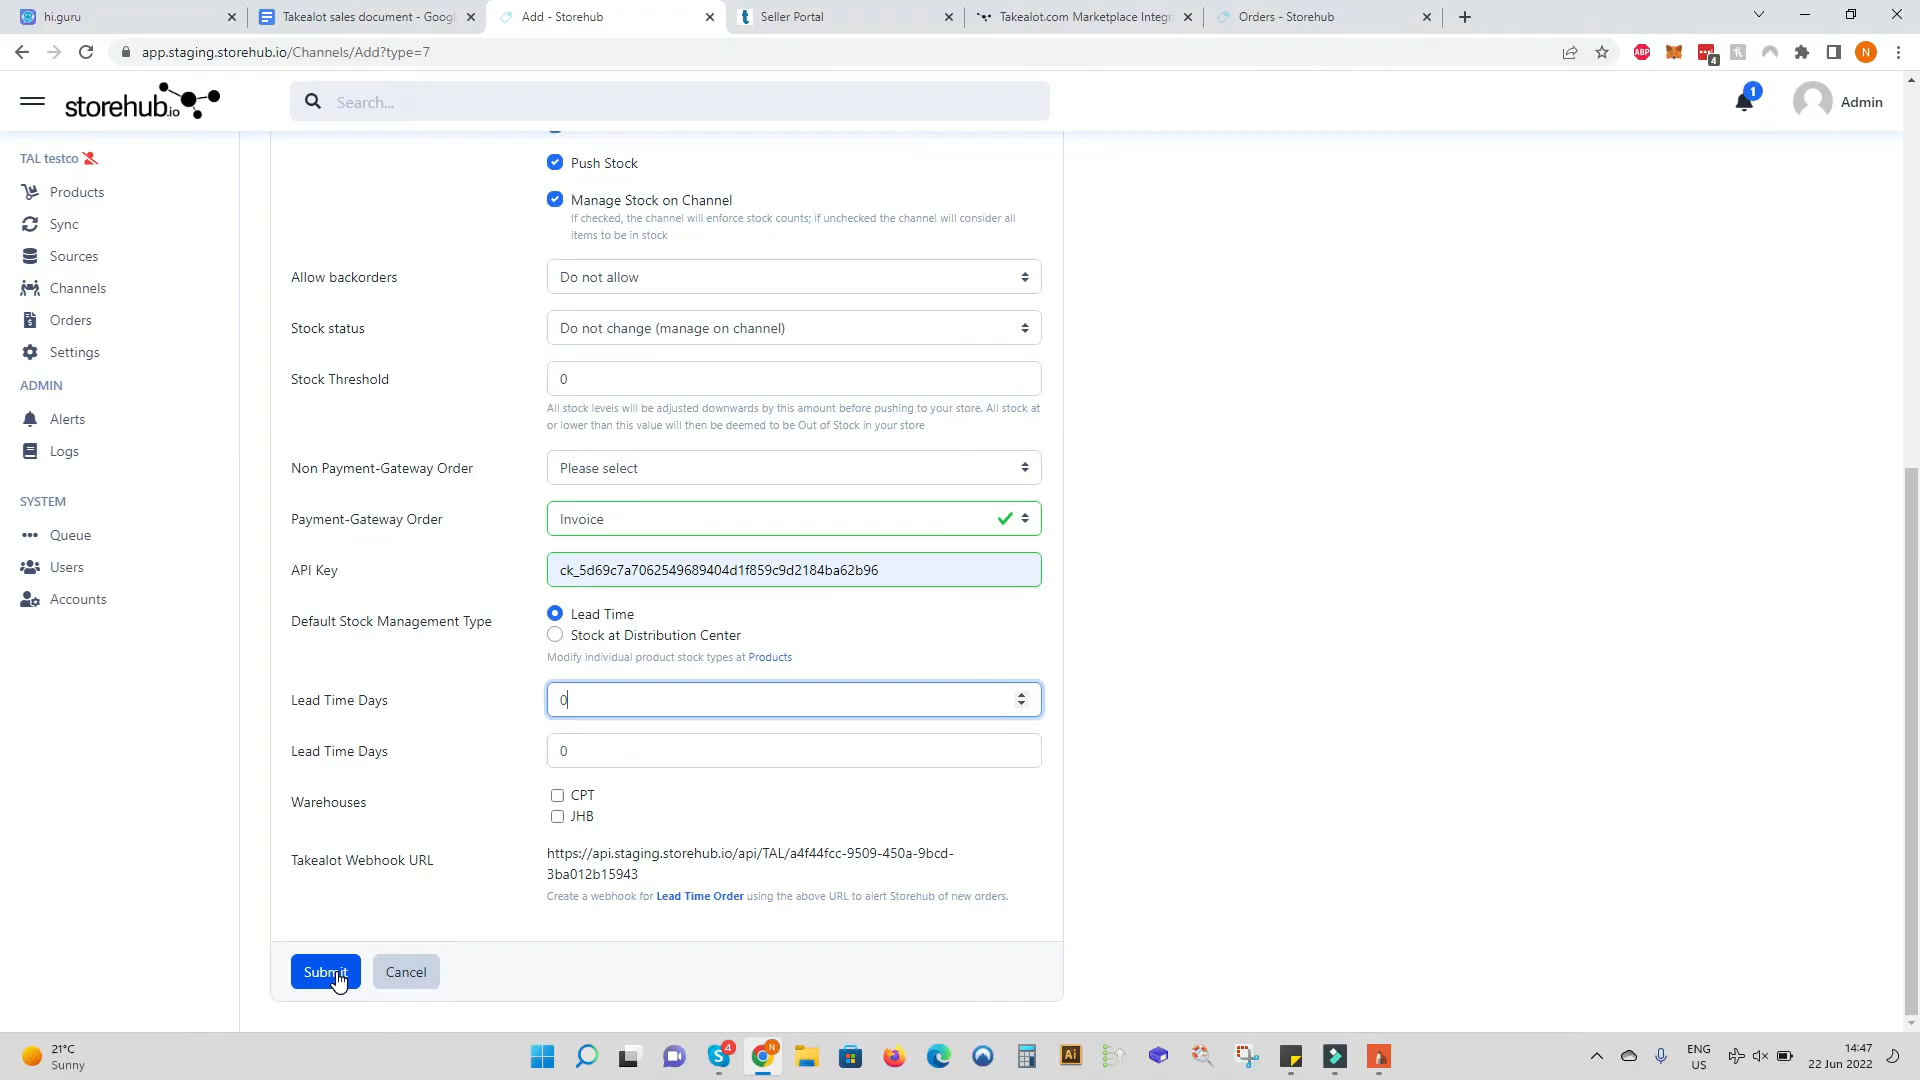 hi.guru
Takealot sales document - Googl
Add - Storehub
Seller Portal
Takealot.com Marketplace Integr
Orders - Storehub
app.staging.storehub.io/Channels/Add?type=7
ABP
4
N
storehub.io
Search...
1
Admin
TAL testco
Products
Sync
Sources
Channels
Orders
Settings
ADMIN
Alerts
Logs
SYSTEM
Queue
Users
Accounts
Push Stock
Manage Stock on Channel
If checked, the channel will enforce stock counts; if unchecked the channel will consider all
items to be in stock
Allow backorders
Do not allow
Stock status
Do not change (manage on channel)
Stock Threshold
0
All stock levels will be adjusted downwards by this amount before pushing to your store. All stock at
or lower than this value will then be deemed to be Out of Stock in your store
Non Payment-Gateway Order
Please select
Payment-Gateway Order
Invoice
API Key
ck_5d69c7a7062549689404d1f859c9d2184ba62b96
Default Stock Management Type
Lead Time
Stock at Distribution Center
Modify individual product stock types at Products
Lead Time Days
0
Lead Time Days
0
Warehouses
CPT
JHB
Takealot Webhook URL
https://api.staging.storehub.io/api/TAL/a4f44fcc-9509-450a-9bcd-
3ba012b15943
Create a webhook for Lead Time Order using the above URL to alert Storehub of new orders.
Submit
Cancel
21°C
Sunny
S
4
N
Ai
ENG
US
14:47
22 Jun 2022